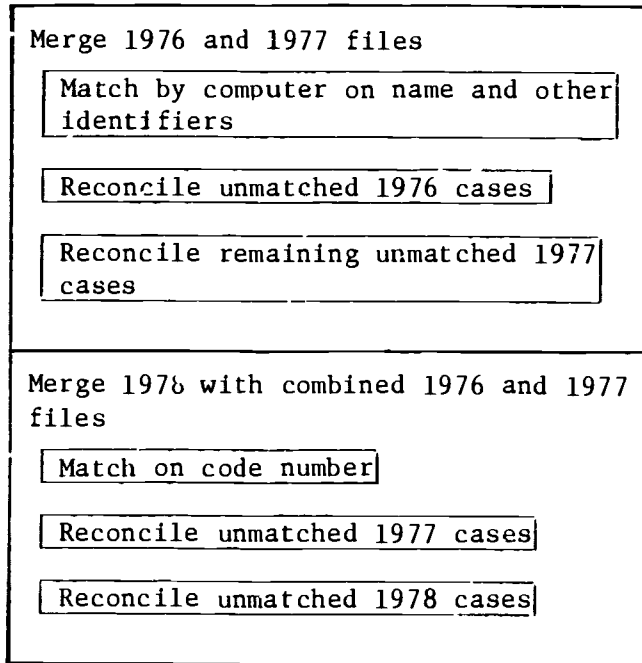 Merge 1976 and 1977 files
Match by computer on name and other
identifiers
Reconcile unmatched 1976 cases
Reconcile remaining unmatched 1977
cases
Merge 1978 with combined 1976 and 1977
files
Match on code number
Reconcile unmatched 1977 cases
Reconcile unmatched 1978 cases